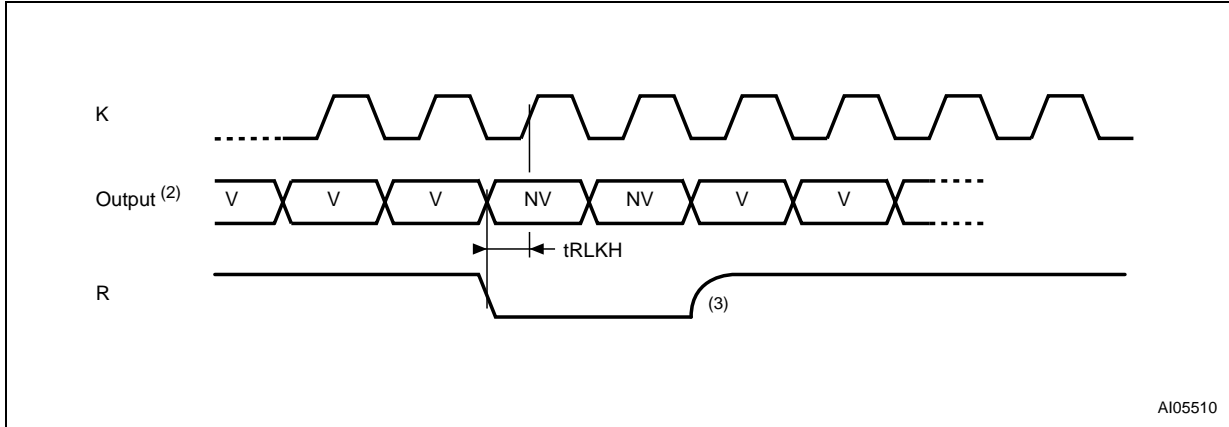 K
Output (2) V V V NV NV V V
tRLKH
R
(3)
AI05510